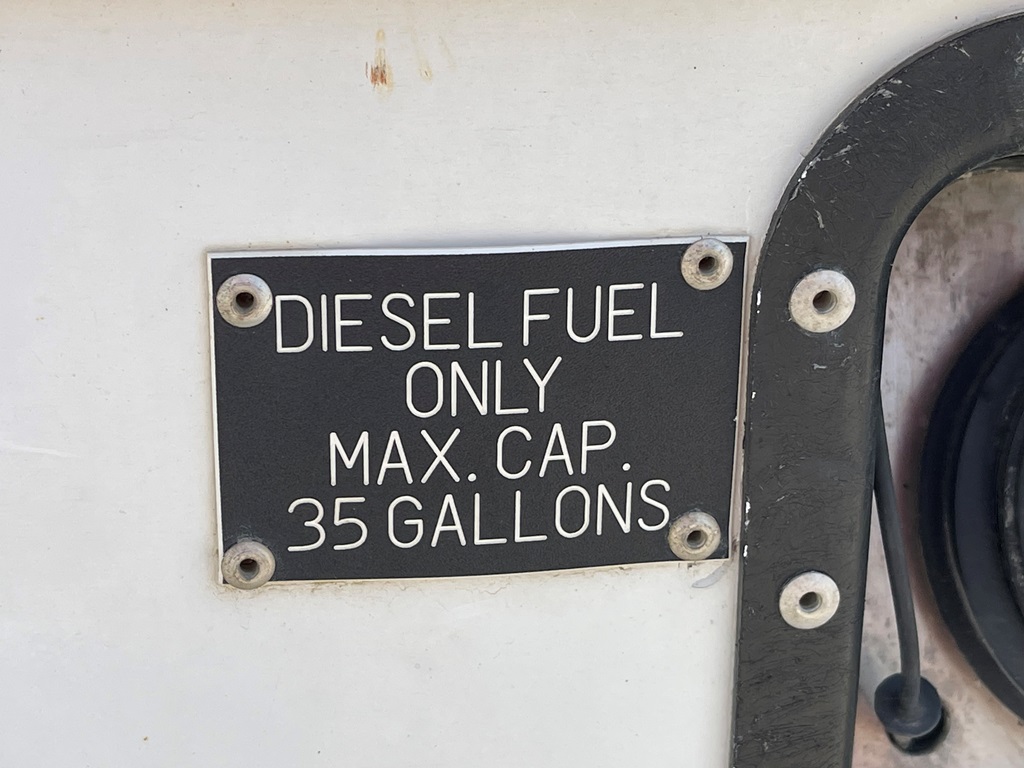 DIESEL FUEL
ONLY
MAX. CAP.
35 GALLONS